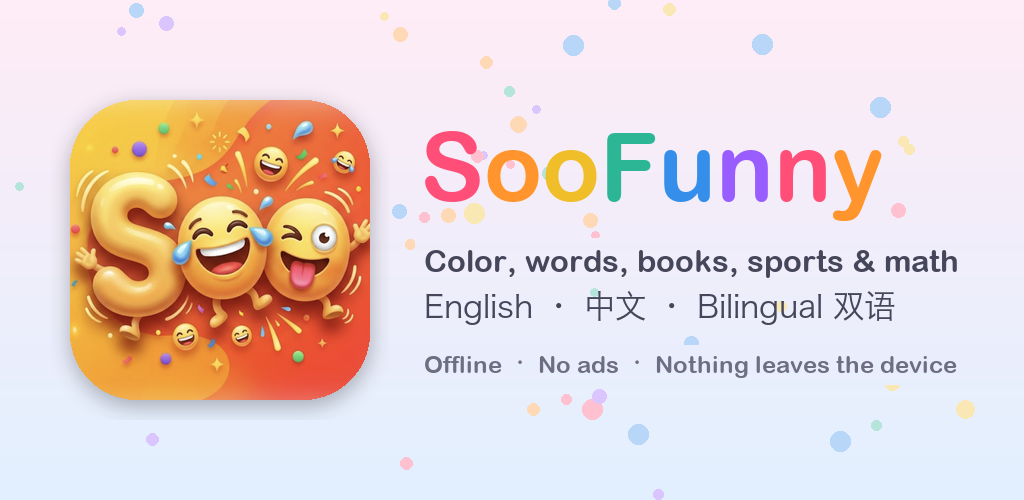 SOO
SooFunny
Color, words, books, sports & math
English · 中文 · Bilingual 双语
Offline · No ads · Nothing leaves the device